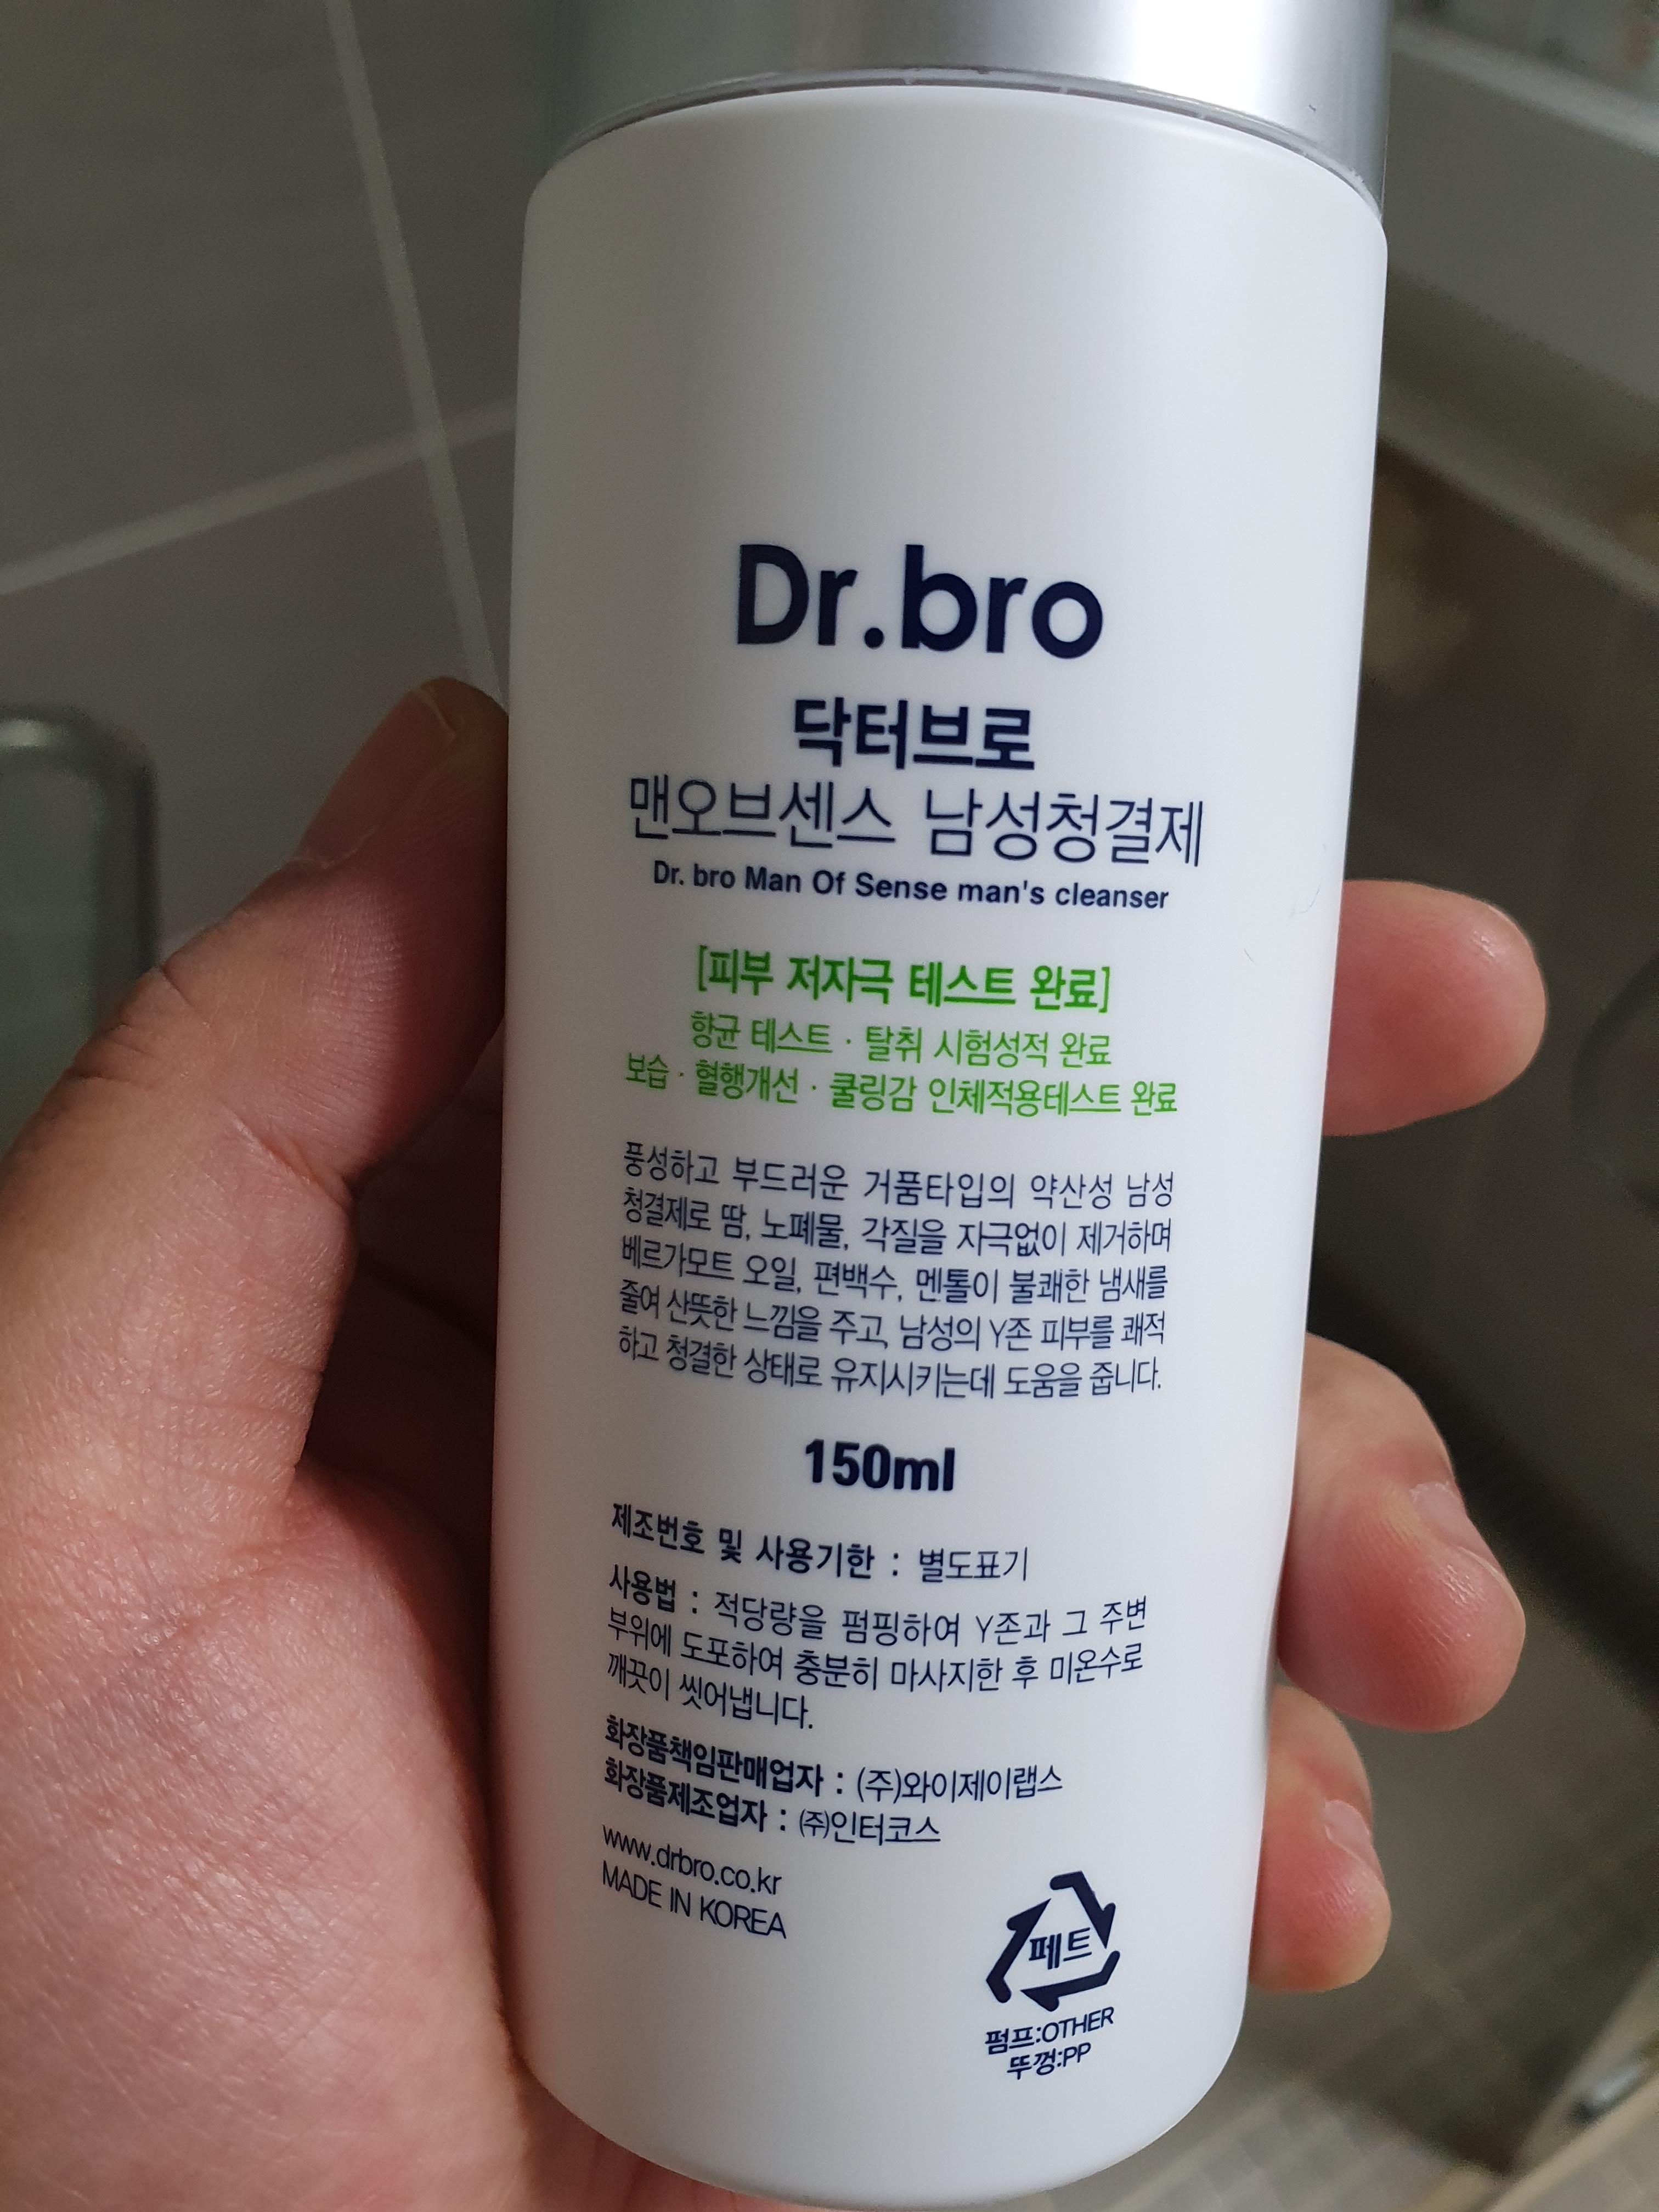 Dr.bro
닥터브로
맨오브센스 남성청결제
Dr. bro Man Of Sense man's cleanser
[피부 저자극 테스트 완료]
향균 테스트 · 탈취 시험성적 완료
보습 · 혈행개선 · 쿨링감 인체적용테스트 완료
풍성하고 부드러운 거품타입의 약산성 남성
청결제로 땀, 노폐물, 각질을 자극없이 제거하며
베르가모트 오일, 편백수, 멘톨이 불쾌한 냄새를
줄여 산뜻한 느낌을 주고, 남성의 Y존 피부를 쾌적
하고 청결한 상태로 유지시키는데 도움을 줍니다.
150ml
제조번호 및 사용기한 : 별도표기
사용법 : 적당량을 펌핑하여 Y존과 그 주변
부위에 도포하여 충분히 마사지한 후 미온수로
깨끗이 씻어냅니다.
화장품책임판매업자 : (주)와이제이랩스
화장품제조업자 : ㈜인터코스
www.drbro.co.kr
MADE IN KOREA
페트
펌프:OTHER
뚜껑:PP